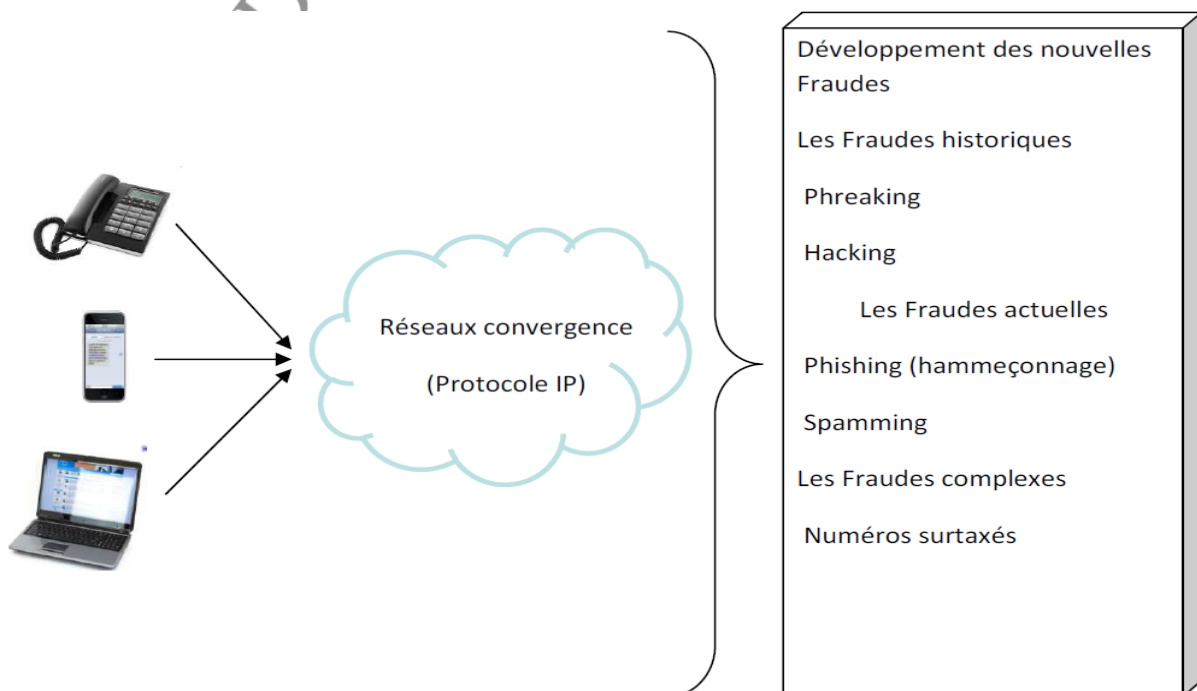 Réseaux convergence
(Protocole IP)
Développement des nouvelles
Fraudes
Les Fraudes historiques
Phreaking
Hacking
Les Fraudes actuelles
Phishing (hammeçonnage)
Spamming
Les Fraudes complexes
Numéros surtaxés